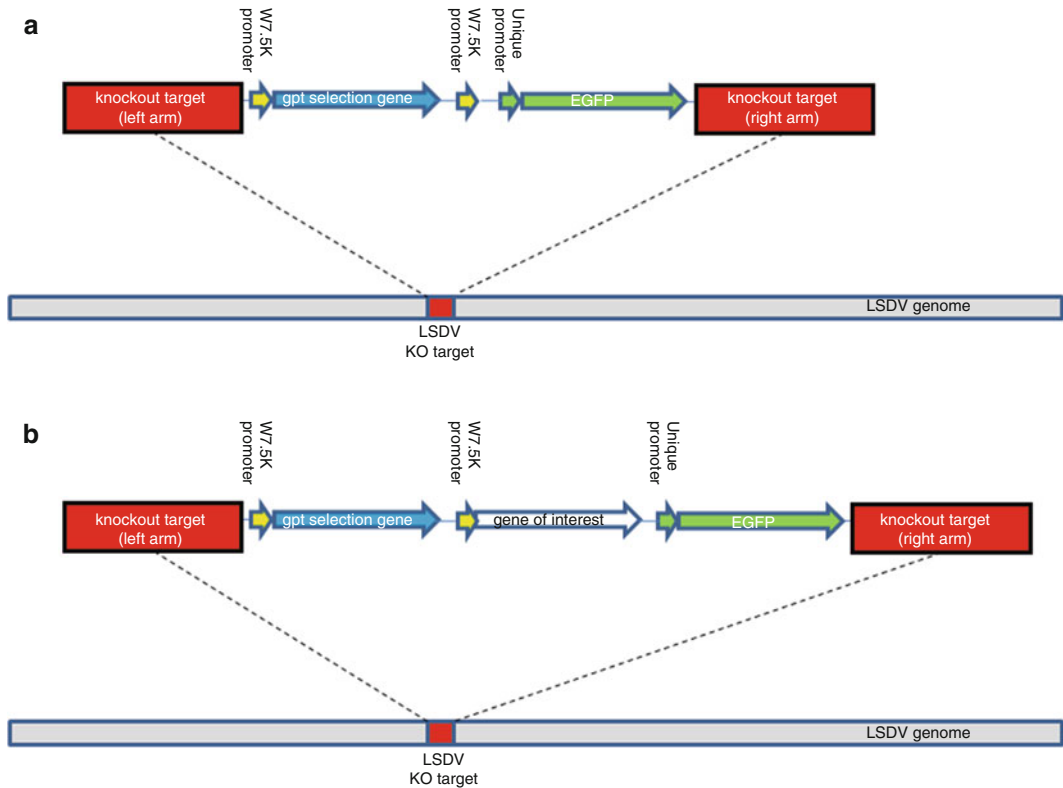 a
W7.5K
promoter
W7.5K
promoter
Unique
promoter
knockout target
(left arm)
gpt selection gene
EGFP
knockout target
(right arm)
LSDV genome
LSDV
KO target
b
W7.5K
promoter
W7.5K
promoter
Unique
promoter
knockout target
(left arm)
gpt selection gene
gene of interest
EGFP
knockout target
(right arm)
LSDV genome
LSDV
KO target